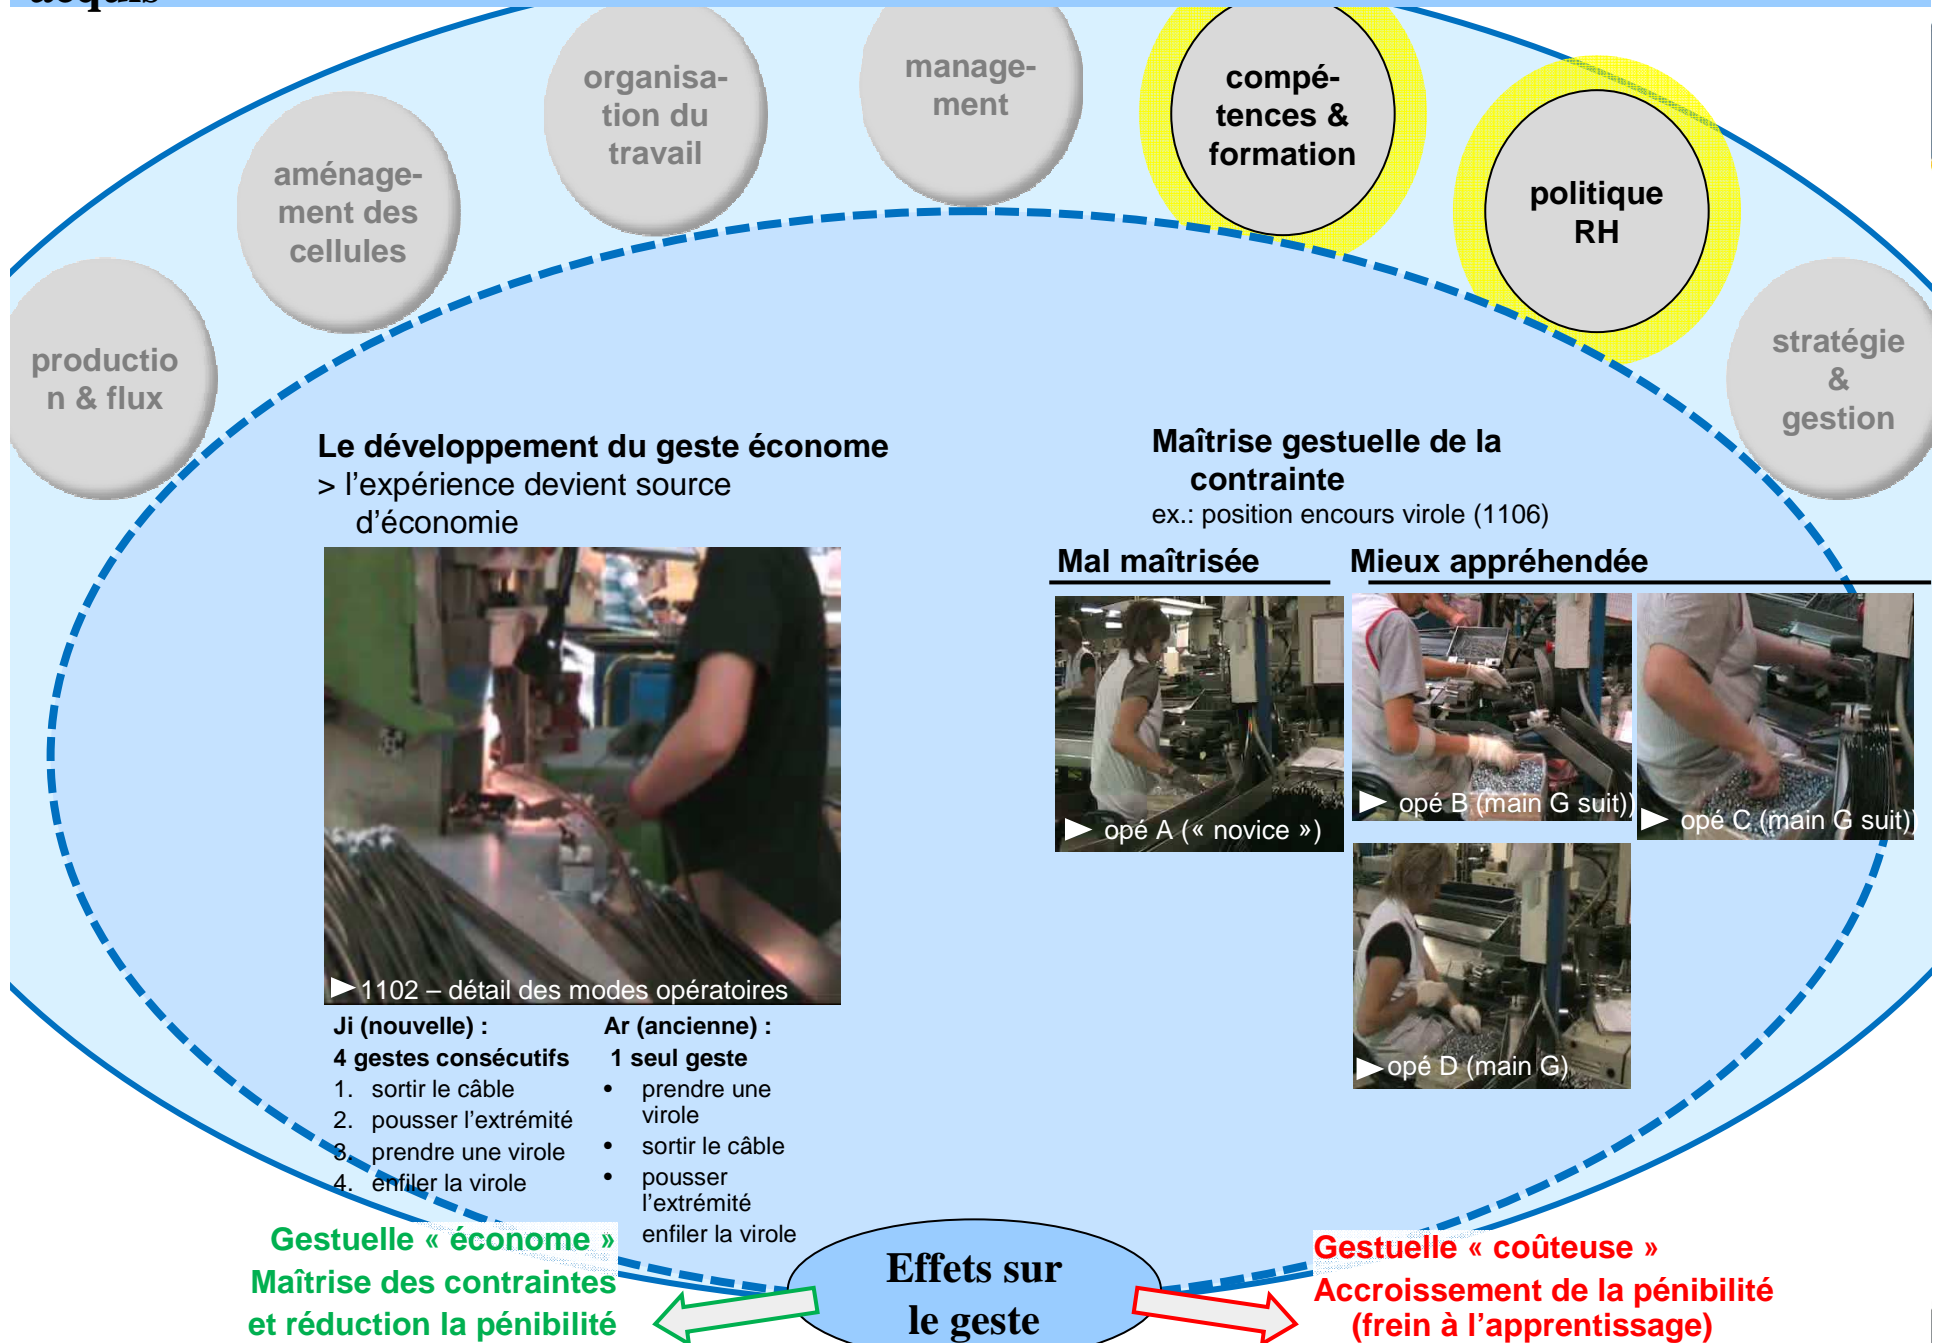 acquis
organisa-
tion du
travail
manage-
ment
compé-
tences &
formation
politique
RH
aménage-
ment des
cellules
productio
n & flux
stratégie
&
gestion
Le développement du geste économe
> l’expérience devient source
d’économie
1102 – détail des modes opératoires
Ji (nouvelle) :
4 gestes consécutifs
1. sortir le câble
2. pousser l’extrémité
3. prendre une virole
4. enfiler la virole
Ar (ancienne) :
1 seul geste
• prendre une
virole
• sortir le câble
• pousser
l’extrémité
enfiler la virole
Maîtrise gestuelle de la
contrainte
ex.: position encours virole (1106)
Mal maîtrisée
Mieux appréhendée
opé A (« novice »)
opé B (main G suit))
opé C (main G suit))
opé D (main G)
Gestuelle « économe »
Maîtrise des contraintes
et réduction la pénibilité
Effets sur
le geste
Gestuelle « coûteuse »
Accroissement de la pénibilité
(frein à l’apprentissage)